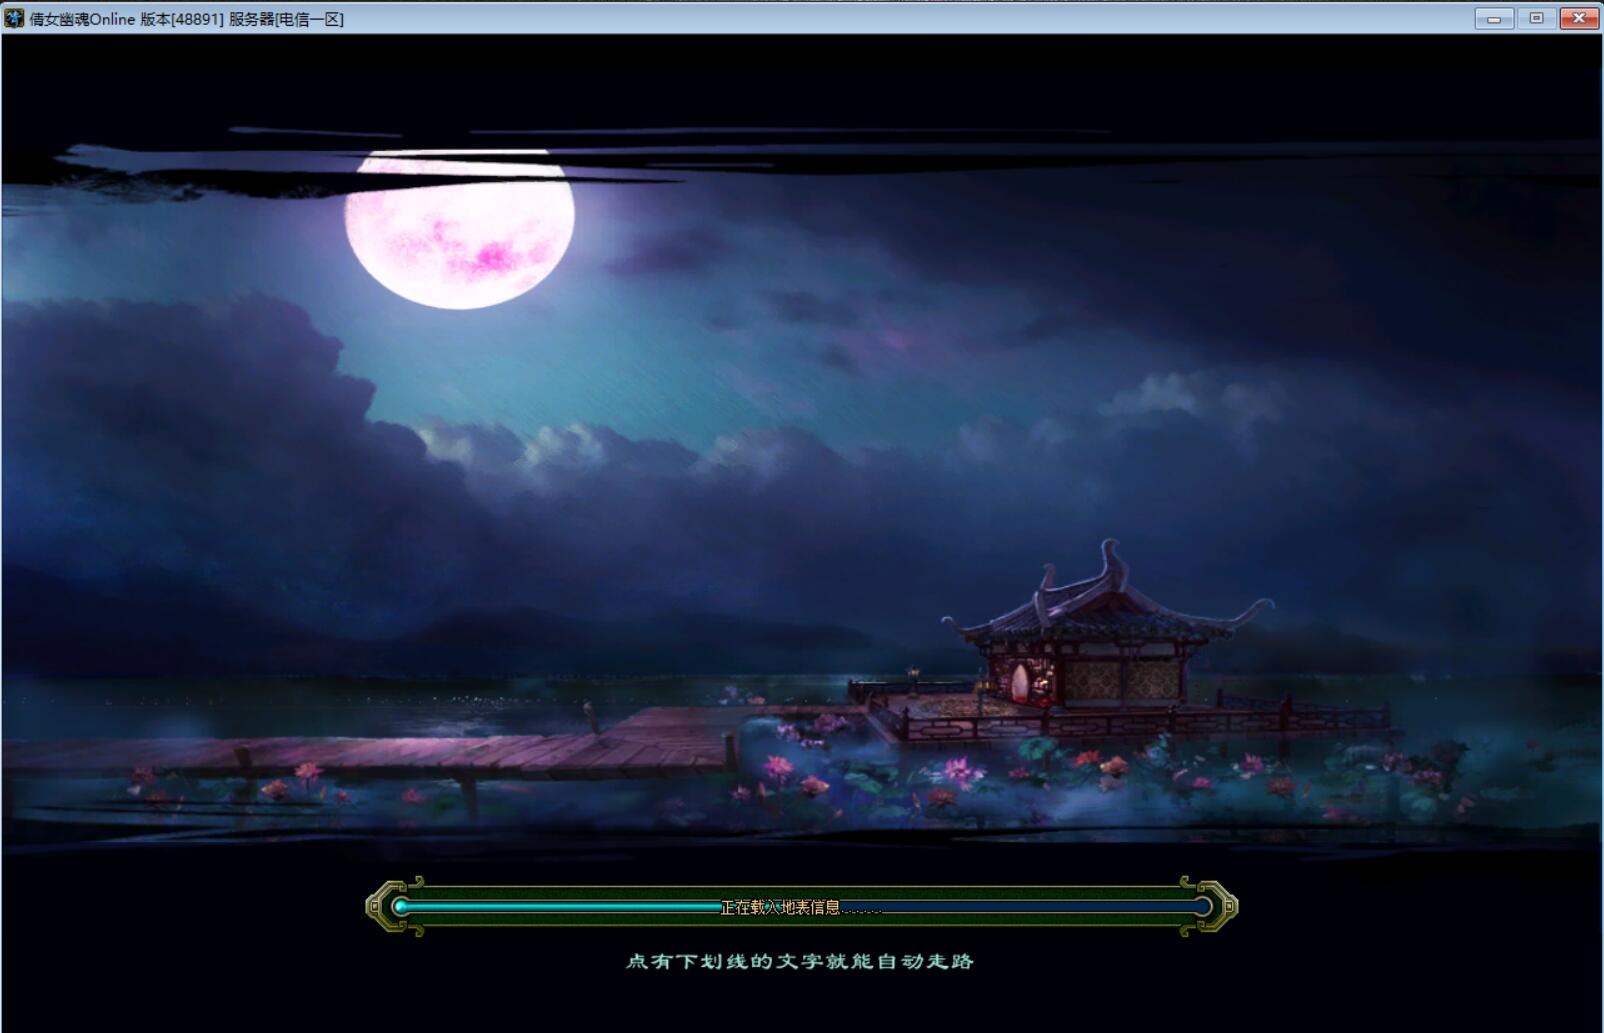 倩女幽魂Online 版本[48891] 服务器[电信一区]
正在载入地表信息.......
点有下划线的文字就能自动走路